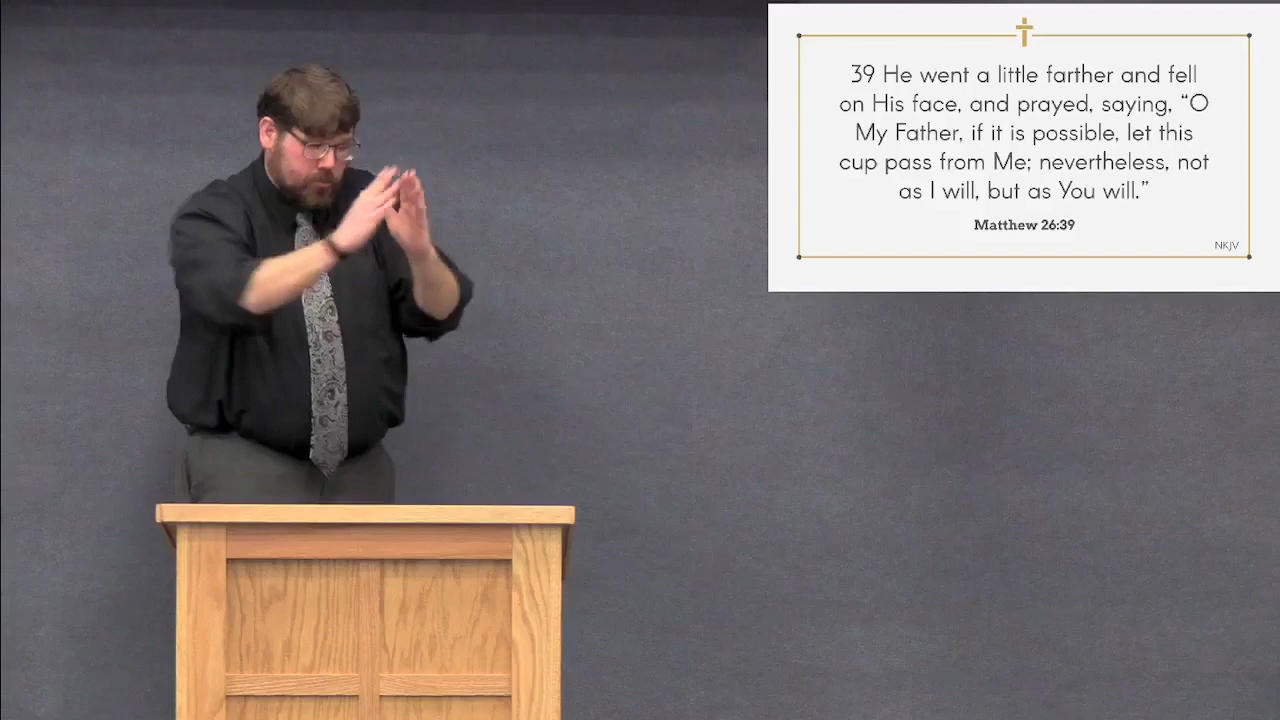 39 He went a little farther and fell
on His face, and prayed, saying, “O
My Father, if it is possible, let this
cup pass from Me; nevertheless, not
as I will, but as You will.”
Matthew 26:39
NKJV